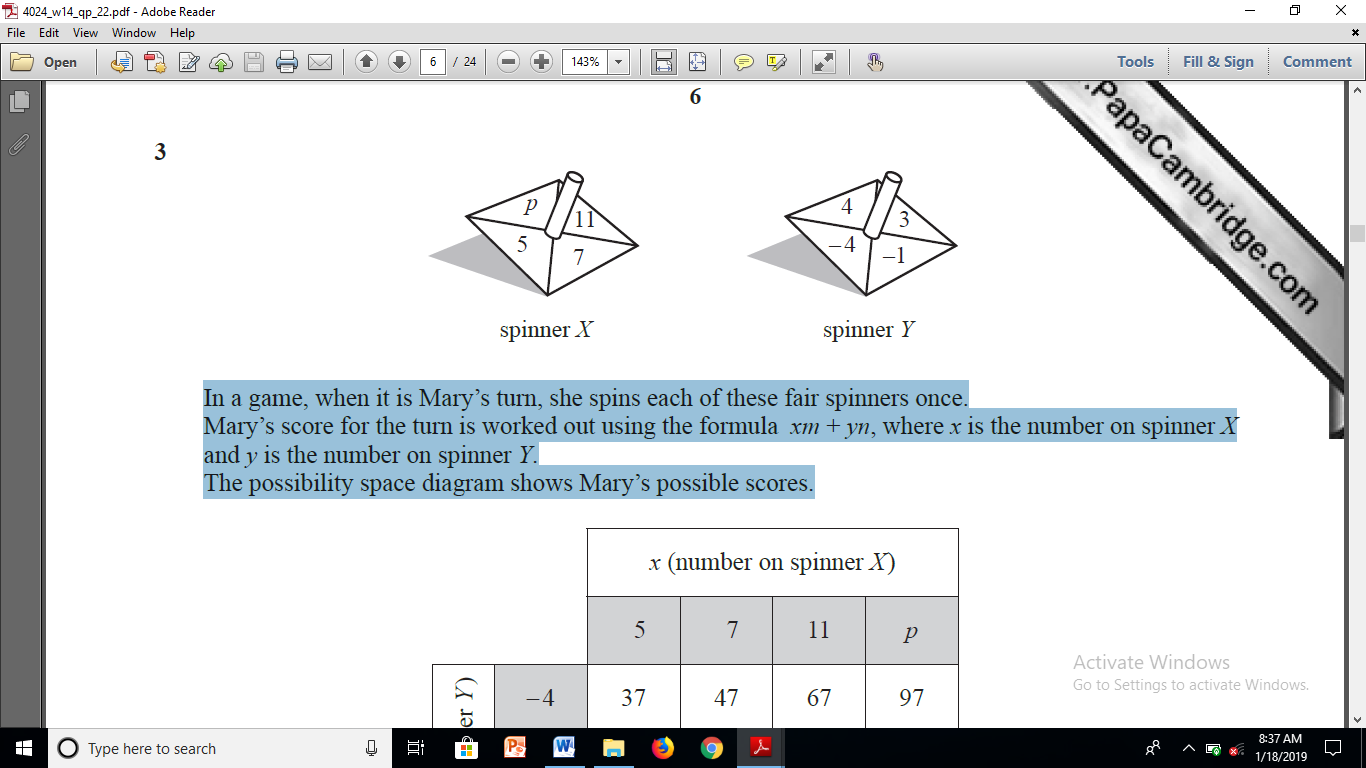 4024_w14_qp_22.pdf - Adobe Reader
File Edit View Window Help
Open 6 / 24 143% Tools Fill & Sign Comment
6
3
p 11 5 7
4 3 −4 −1
spinner X spinner Y
.PapaCambridge.com
In a game, when it is Mary’s turn, she spins each of these fair spinners once.
Mary’s score for the turn is worked out using the formula xm + yn, where x is the number on spinner X
and y is the number on spinner Y.
The possibility space diagram shows Mary’s possible scores.
x (number on spinner X)
5 7 11 p
er Y)
−4 37 47 67 97
Activate Windows
Go to Settings to activate Windows.
Type here to search
8:37 AM
1/18/2019